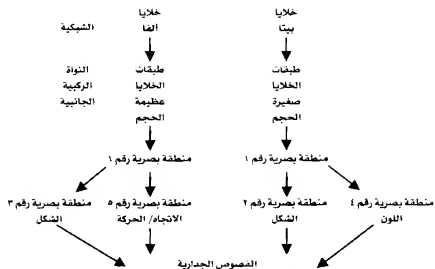 خلايا خلايا
بيتا ألفا الشبكية
طبقات طبقات النواة
الخلايا الخلايا الركبية
صغيرة عظيمة الجانبية
الحجم الحجم
منطقة بصرية رقم ١ منطقة بصرية رقم ١
منطقة بصرية رقم ٤ منطقة بصرية رقم ٢ منطقة بصرية رقم ٥ منطقة بصرية رقم ٣
اللون الشكل الاتجاه/ الحركة الشكل
الفصوص الجدارية